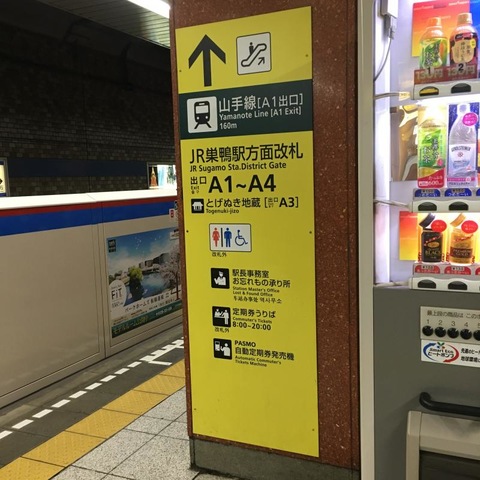 山手線[A1出口]
Yamanote Line [A1 Exit]
160m
JR巣鴨駅方面改札
JR Sugamo Sta.District Gate
出口
Exit
A1～A4
とげぬき地蔵[出口A3]
Togenuki-jizo
改札外
駅長事務室
お忘れもの承り所
Station Master's Office
Lost & Found Office
定期券うりば
Commuter's Tickets
8:00-20:00
改札外
PASMO
自動定期券発売機
Automatic Commuter's
Tickets Machine